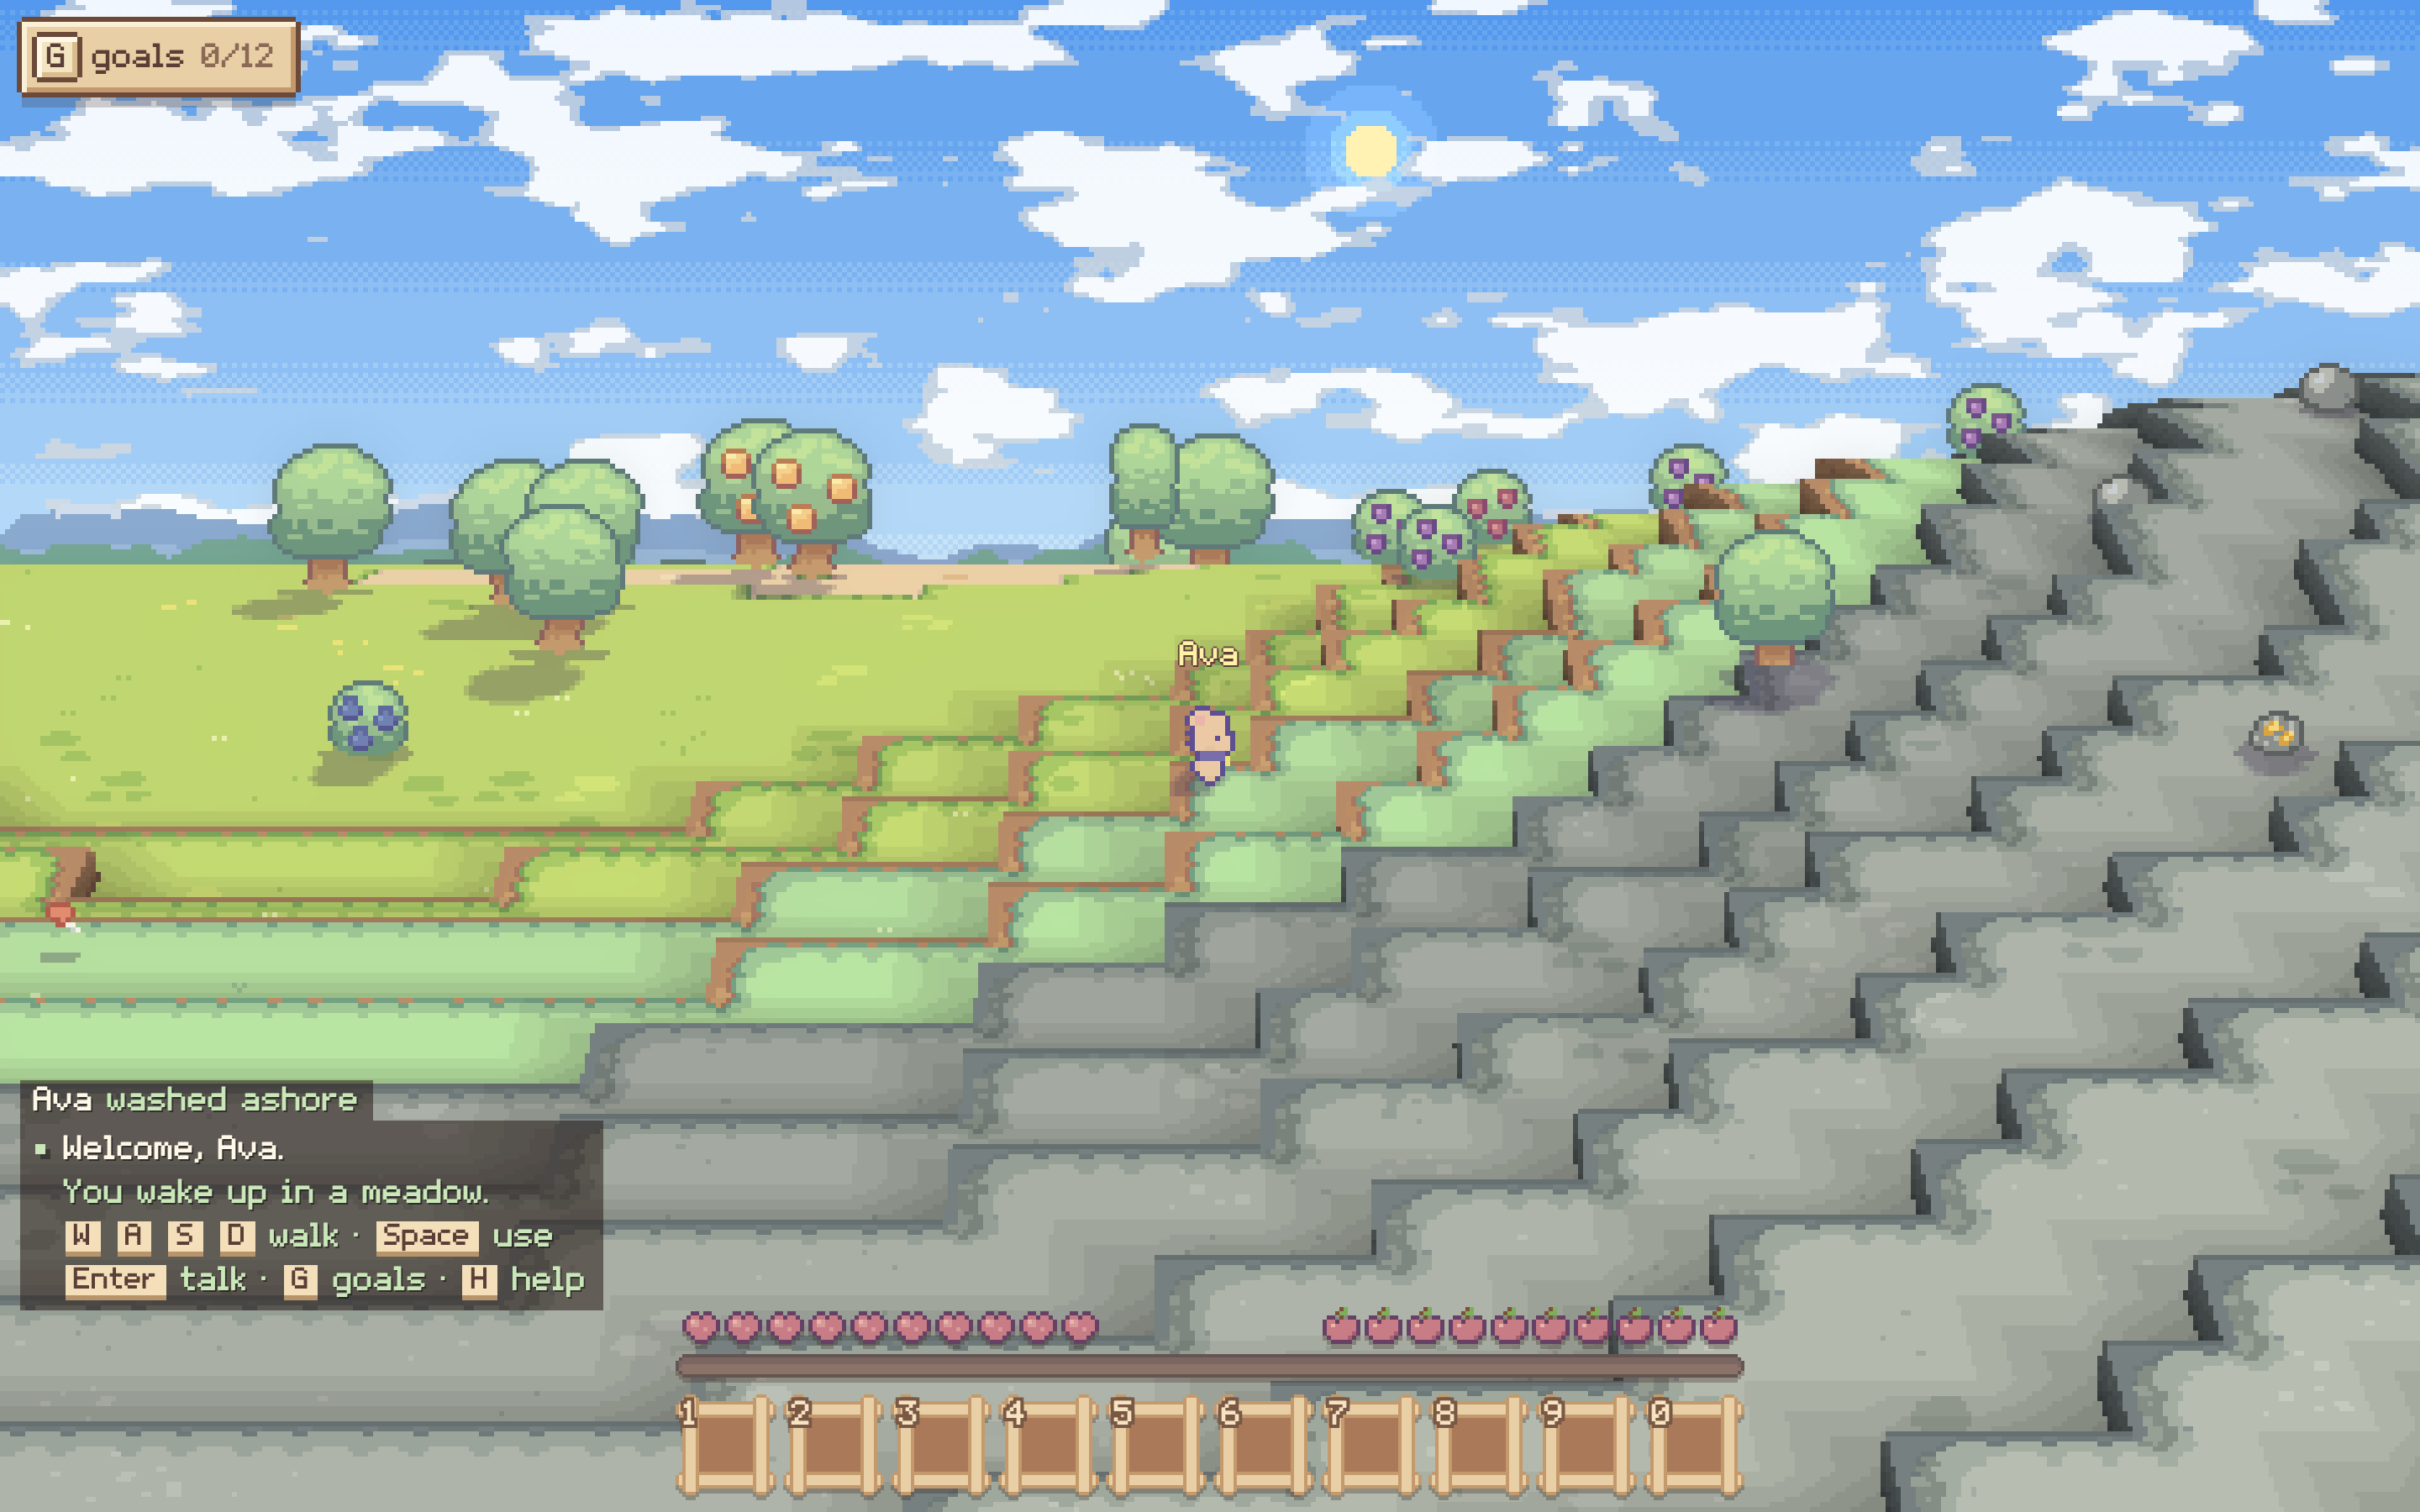 G goals 0/12
Ava
Ava washed ashore
Welcome, Ava.
You wake up in a meadow.
W A S D walk · Space use
Enter talk · G goals · H help
1 2 3 4 5 6 7 8 9 0